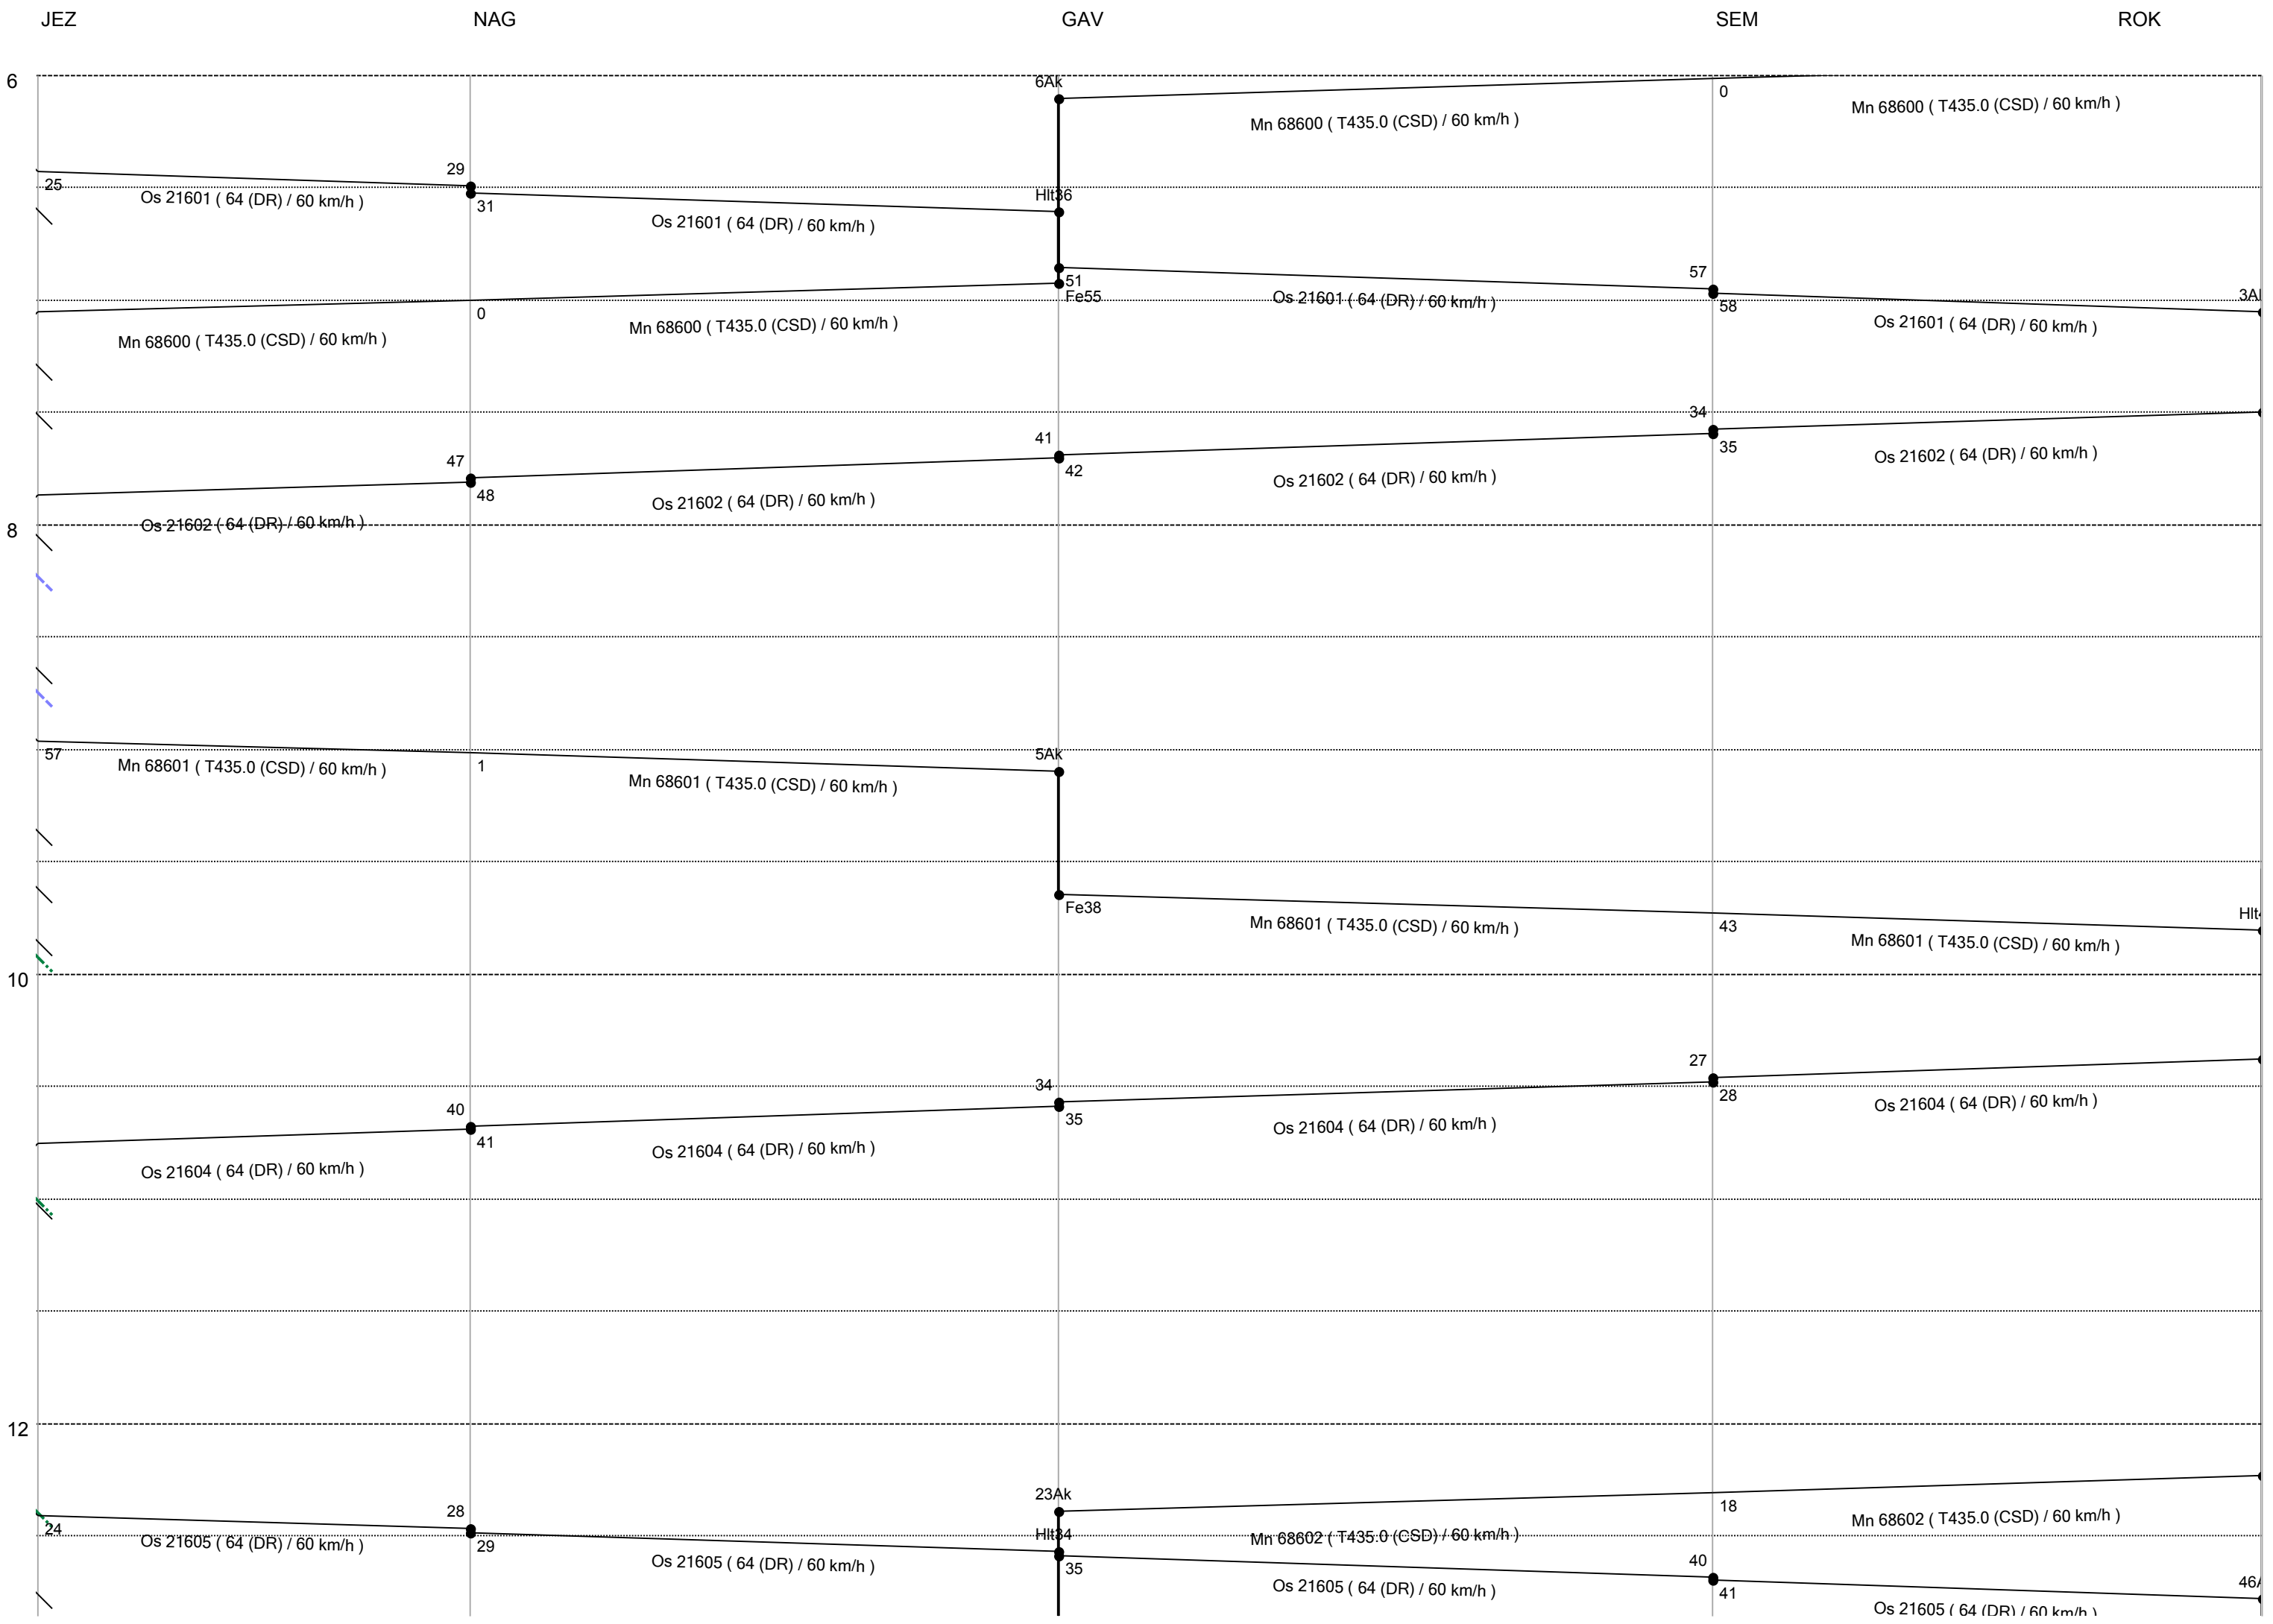 JEZ NAG GAV SEM ROK
6
6Ak
0
Mn 68600 ( T435.0 (CSD) / 60 km/h )
Mn 68600 ( T435.0 (CSD) / 60 km/h )
29
25
Os 21601 ( 64 (DR) / 60 km/h )
31
Hlt36
Os 21601 ( 64 (DR) / 60 km/h )
51
Fe55
57
Os 21601 ( 64 (DR) / 60 km/h )
58
3A
Os 21601 ( 64 (DR) / 60 km/h )
0
Mn 68600 ( T435.0 (CSD) / 60 km/h )
Mn 68600 ( T435.0 (CSD) / 60 km/h )
34
35
Os 21602 ( 64 (DR) / 60 km/h )
41
42
Os 21602 ( 64 (DR) / 60 km/h )
47
48
Os 21602 ( 64 (DR) / 60 km/h )
Os 21602 ( 64 (DR) / 60 km/h )
8
57
Mn 68601 ( T435.0 (CSD) / 60 km/h )
1
5Ak
Mn 68601 ( T435.0 (CSD) / 60 km/h )
Fe38
Mn 68601 ( T435.0 (CSD) / 60 km/h )
43
Hlt
Mn 68601 ( T435.0 (CSD) / 60 km/h )
10
27
28
Os 21604 ( 64 (DR) / 60 km/h )
34
35
Os 21604 ( 64 (DR) / 60 km/h )
40
41
Os 21604 ( 64 (DR) / 60 km/h )
Os 21604 ( 64 (DR) / 60 km/h )
12
23Ak
18
Mn 68602 ( T435.0 (CSD) / 60 km/h )
Mn 68602 ( T435.0 (CSD) / 60 km/h )
28
24
Os 21605 ( 64 (DR) / 60 km/h )
29
Hlt34
Os 21605 ( 64 (DR) / 60 km/h )
35
40
Os 21605 ( 64 (DR) / 60 km/h )
41
46A
Os 21605 ( 64 (DR) / 60 km/h )